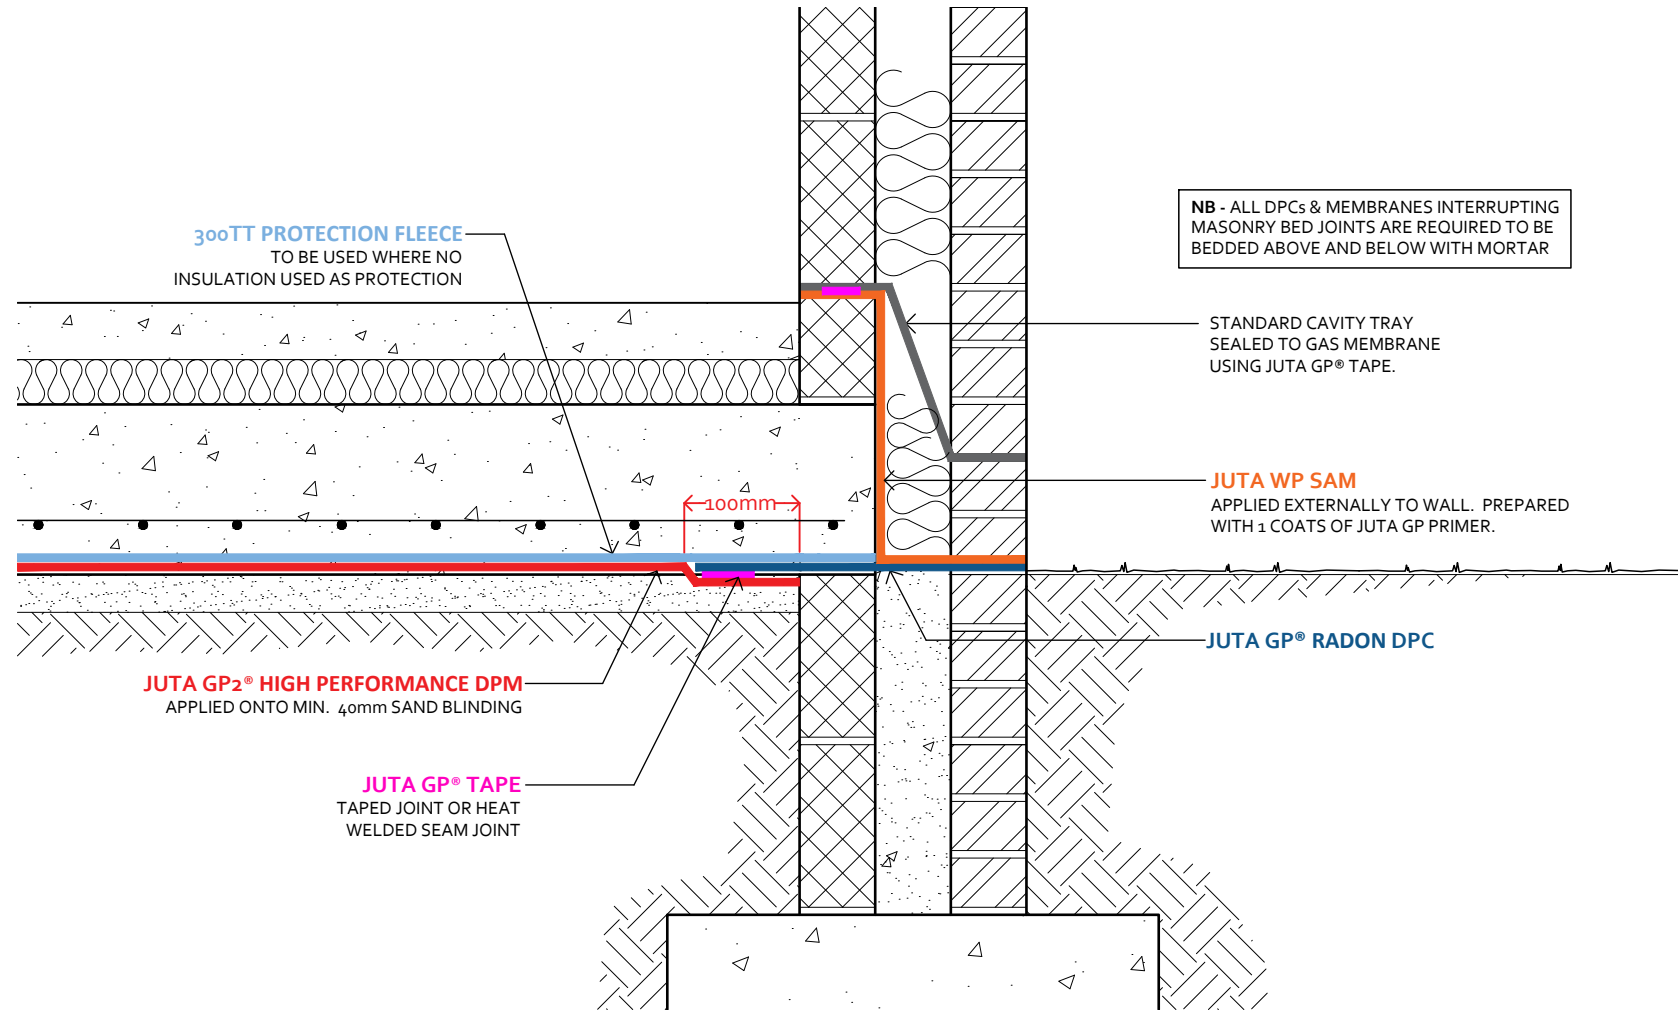 300TT PROTECTION FLEECE
TO BE USED WHERE NO
INSULATION USED AS PROTECTION
NB - ALL DPCs & MEMBRANES INTERRUPTING
MASONRY BED JOINTS ARE REQUIRED TO BE
BEDDED ABOVE AND BELOW WITH MORTAR
STANDARD CAVITY TRAY
SEALED TO GAS MEMBRANE
USING JUTA GP® TAPE.
100mm
JUTA WP SAM
APPLIED EXTERNALLY TO WALL. PREPARED
WITH 1 COATS OF JUTA GP PRIMER.
JUTA GP® RADON DPC
JUTA GP2® HIGH PERFORMANCE DPM
APPLIED ONTO MIN. 40mm SAND BLINDING
JUTA GP® TAPE
TAPED JOINT OR HEAT
WELDED SEAM JOINT